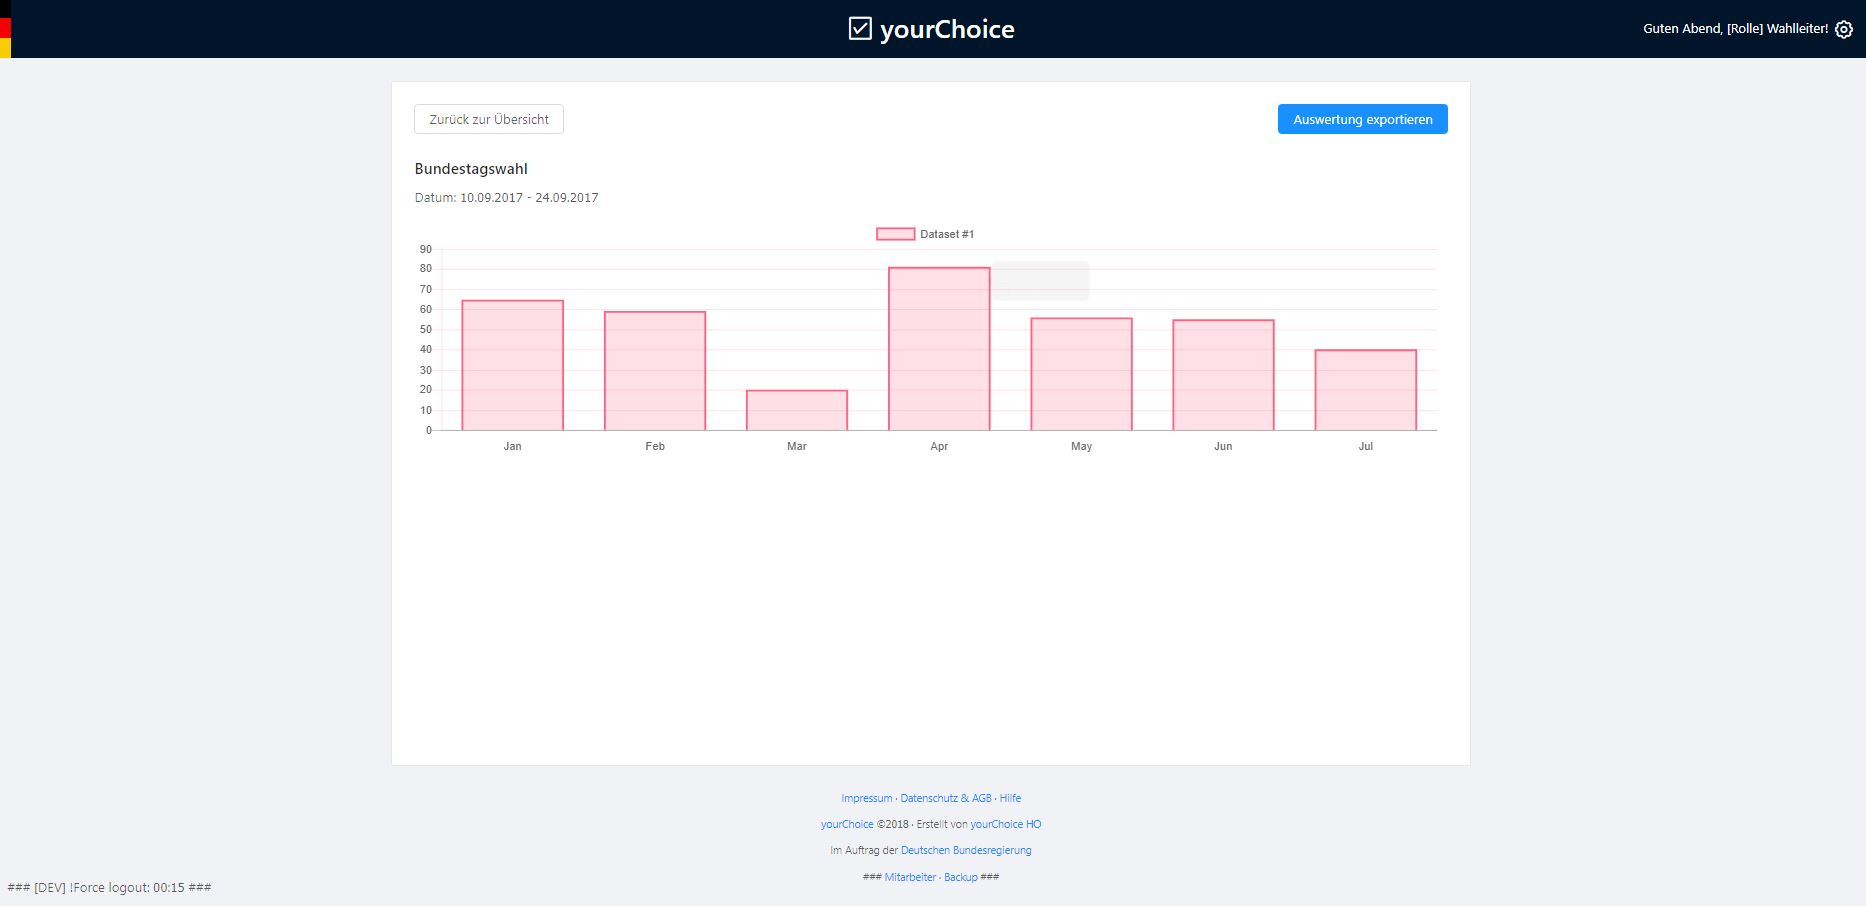 yourChoice
Guten Abend, [Rolle] Wahlleiter!
Zurück zur Übersicht
Auswertung exportieren
Bundestagswahl
Datum: 10.09.2017 - 24.09.2017
Dataset #1
90
80
70
60
50
40
30
20
10
0
Jan Feb Mar Apr May Jun Jul
Impressum · Datenschutz & AGB · Hilfe
yourChoice ©2018 · Erstellt von yourChoice HO
Im Auftrag der Deutschen Bundesregierung
### Mitarbeiter · Backup ###
### [DEV] !Force logout: 00:15 ###